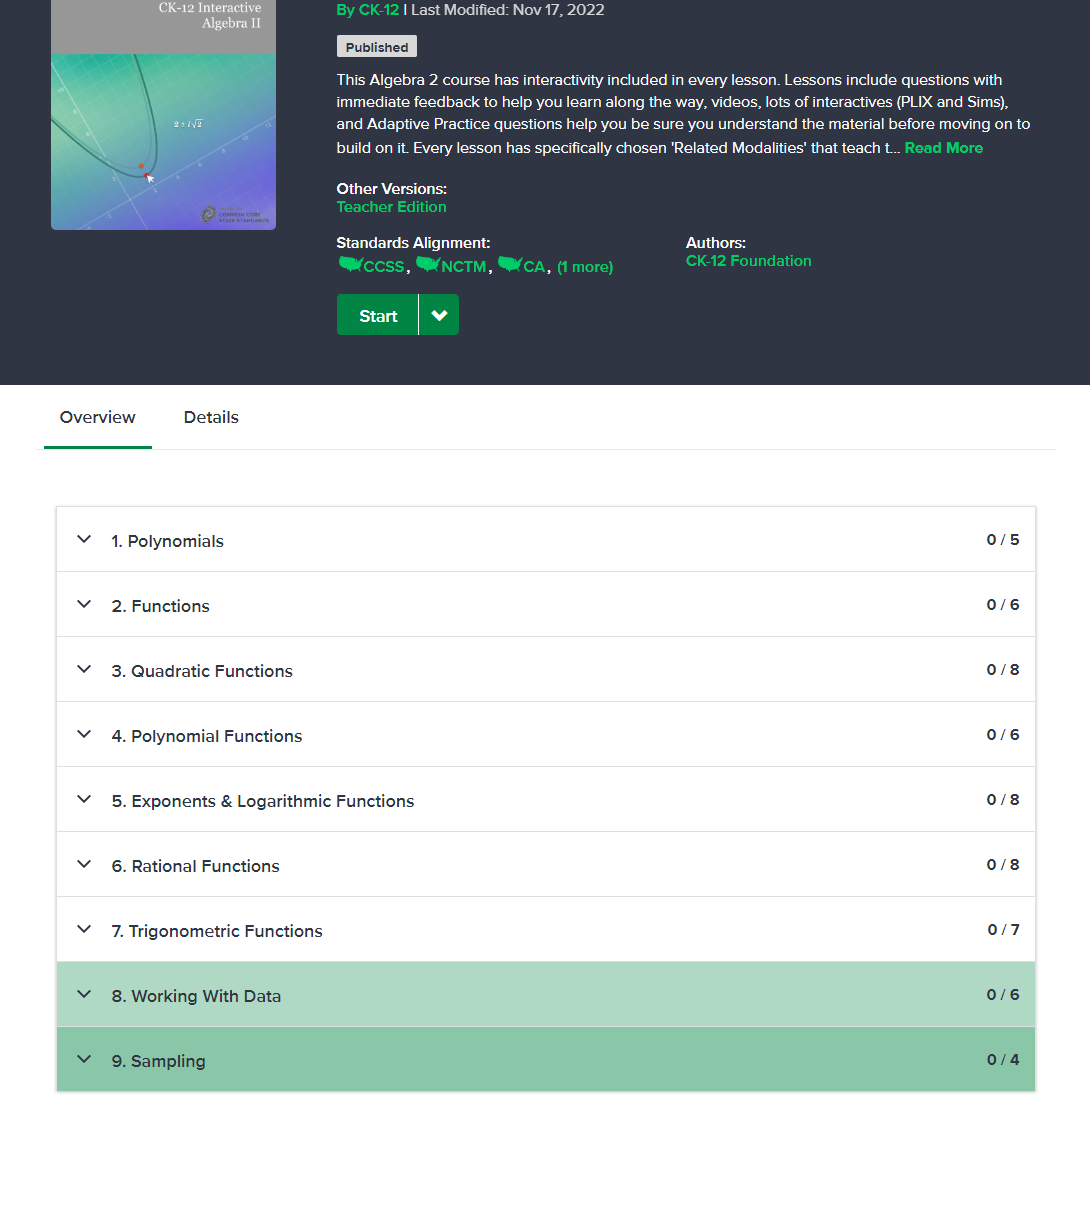 CK-12 Interactive
Algebra II
2 ± i√2
COMMON CORE
STATE STANDARDS
By CK-12 | Last Modified: Nov 17, 2022
Published
This Algebra 2 course has interactivity included in every lesson. Lessons include questions with
immediate feedback to help you learn along the way, videos, lots of interactives (PLIX and Sims),
and Adaptive Practice questions help you be sure you understand the material before moving on to
build on it. Every lesson has specifically chosen 'Related Modalities' that teach t... Read More
Other Versions:
Teacher Edition
Standards Alignment:
CCSS, NCTM, CA, (1 more)
Authors:
CK-12 Foundation
Start
Overview Details
1. Polynomials 0 / 5
2. Functions 0 / 6
3. Quadratic Functions 0 / 8
4. Polynomial Functions 0 / 6
5. Exponents & Logarithmic Functions 0 / 8
6. Rational Functions 0 / 8
7. Trigonometric Functions 0 / 7
8. Working With Data 0 / 6
9. Sampling 0 / 4